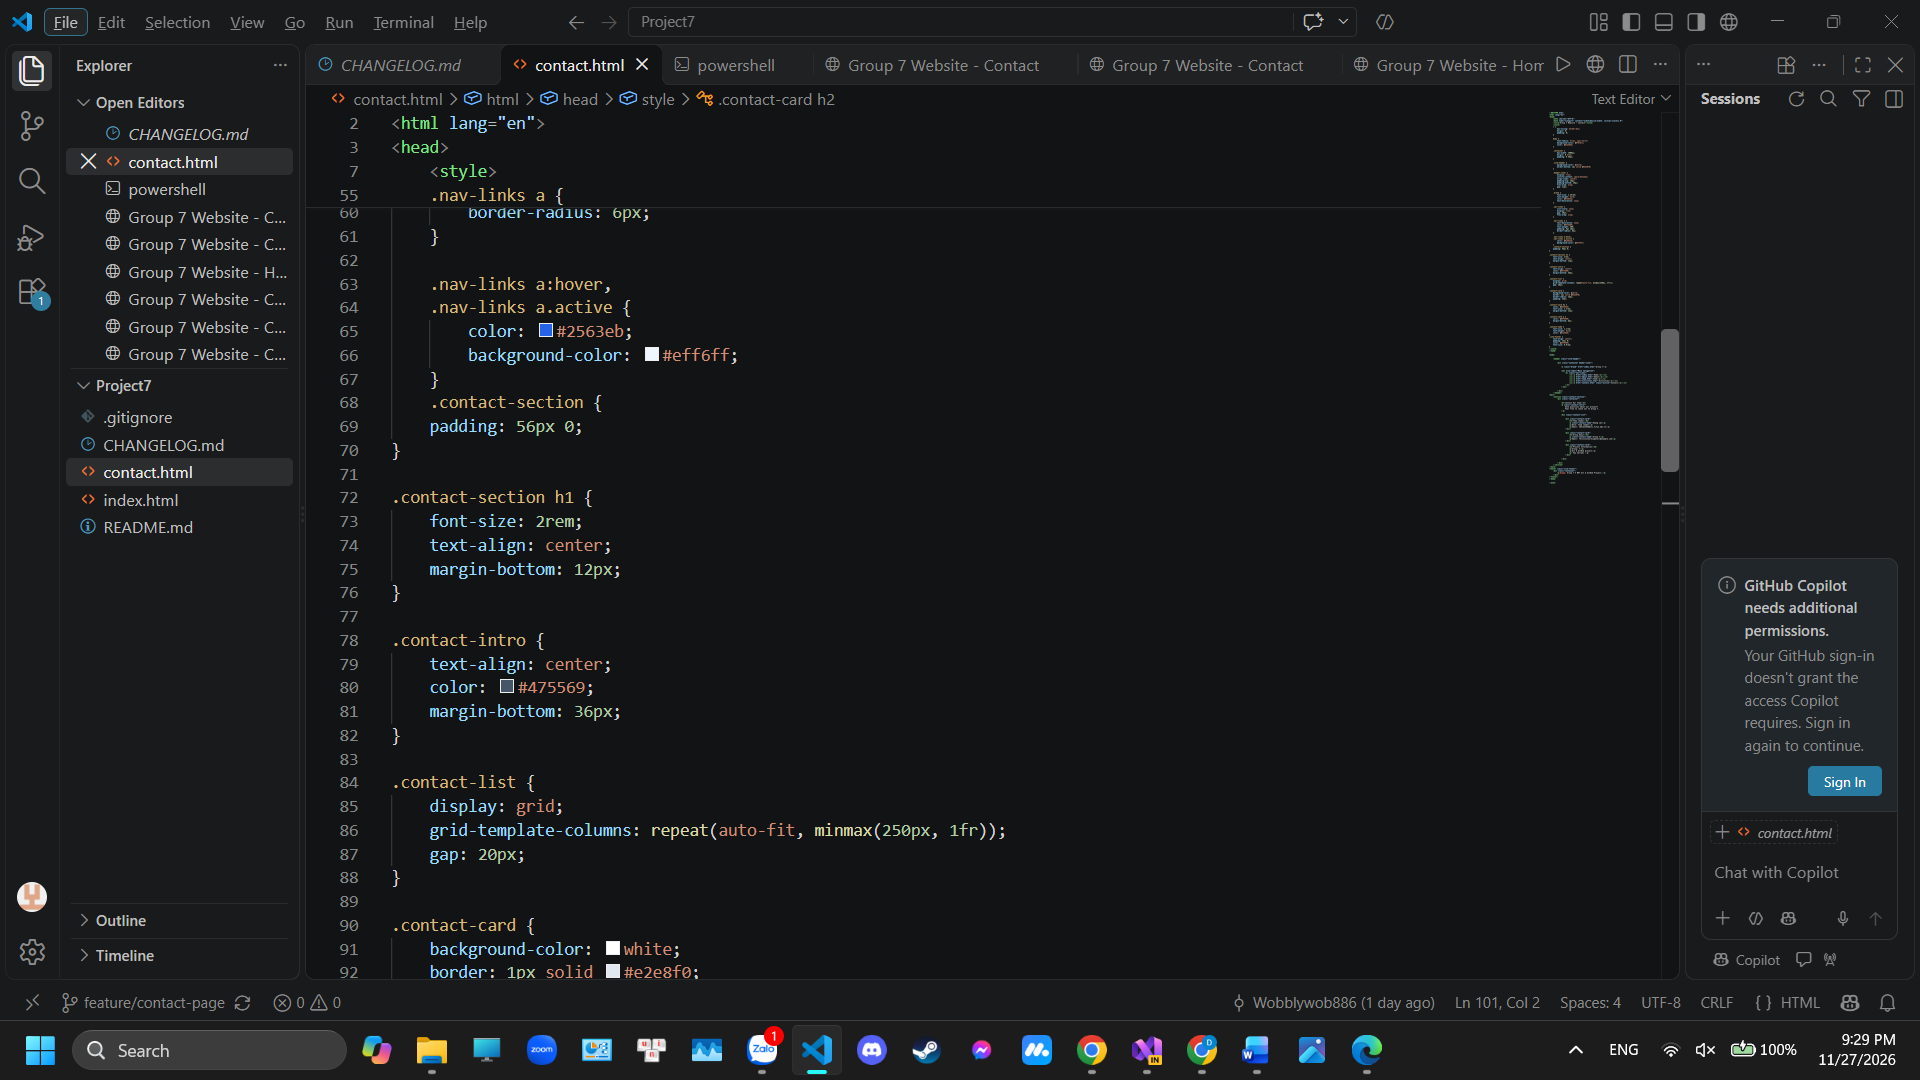 File Edit Selection View Go Run Terminal Help
Project7
Explorer
Open Editors
CHANGELOG.md
contact.html
powershell
Group 7 Website - C...
Group 7 Website - C...
Group 7 Website - H...
Group 7 Website - C...
Group 7 Website - C...
Group 7 Website - C...
Project7
.gitignore
CHANGELOG.md
contact.html
index.html
README.md
Outline
Timeline
1
CHANGELOG.md
contact.html
powershell
Group 7 Website - Contact
Group 7 Website - Contact
Group 7 Website - Hom
contact.html > html > head > style > .contact-card h2
Text Editor
2 <html lang="en">
3 <head>
7 <style>
55 .nav-links a {
60 border-radius: 6px;
61 }
62
63 .nav-links a:hover,
64 .nav-links a.active {
65 color: #2563eb;
66 background-color: #eff6ff;
67 }
68 .contact-section {
69 padding: 56px 0;
70 }
71
72 .contact-section h1 {
73 font-size: 2rem;
74 text-align: center;
75 margin-bottom: 12px;
76 }
77
78 .contact-intro {
79 text-align: center;
80 color: #475569;
81 margin-bottom: 36px;
82 }
83
84 .contact-list {
85 display: grid;
86 grid-template-columns: repeat(auto-fit, minmax(250px, 1fr));
87 gap: 20px;
88 }
89
90 .contact-card {
91 background-color: white;
92 border: 1px solid #e2e8f0;
Sessions
GitHub Copilot
needs additional
permissions.
Your GitHub sign-in
doesn't grant the
access Copilot
requires. Sign in
again to continue.
Sign In
contact.html
Chat with Copilot
Copilot
feature/contact-page
0 0
Wobblywob886 (1 day ago)
Ln 101, Col 2
Spaces: 4
UTF-8
CRLF
{ } HTML
Search
zoom
Zalo
1
ENG
100%
9:29 PM
11/27/2026